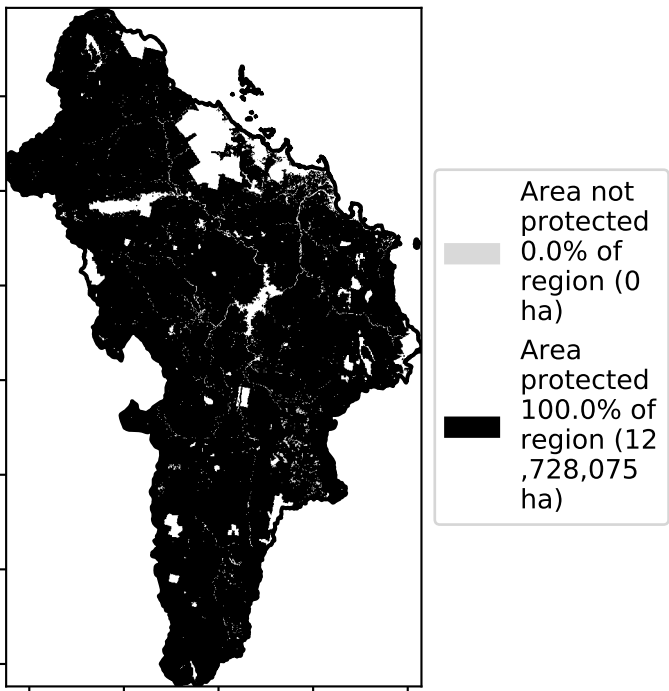 Area not
protected
0.0% of
region (0
ha)
Area
protected
100.0% of
region (12
,728,075
ha)